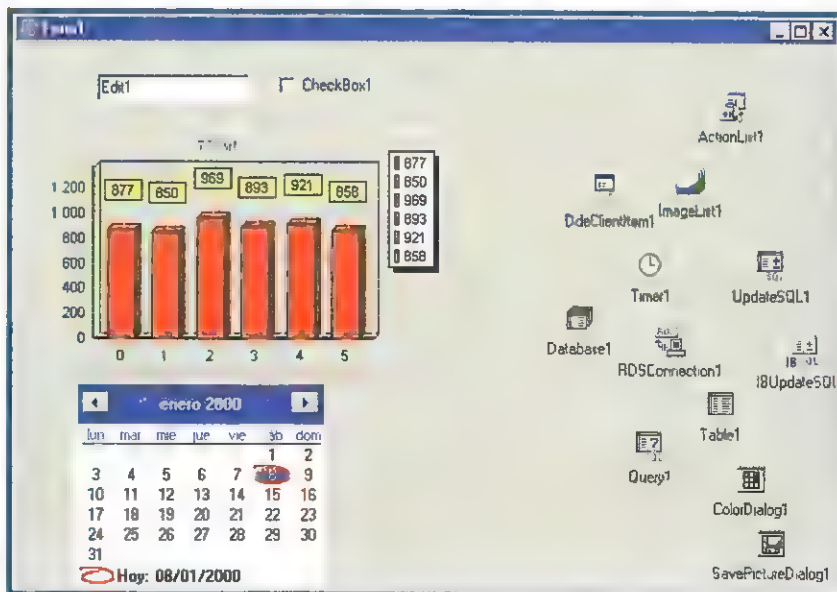 Form1
Edit1
CheckBox1
ActionList1
877
850
969
893
921
858
877
850
969
893
921
858
1 200
1 000
800
600
400
200
0
0 1 2 3 4 5
DdeClientItem1
ImageList1
Timer1
UpdateSQL1
Database1
RDSConnection1
IBUpdateSQL
Table1
Query1
ColorDialog1
SavePictureDialog1
enero 2000
lun mar mie jue vie sáb dom
1 2
3 4 5 6 7 8 9
10 11 12 13 14 15 16
17 18 19 20 21 22 23
24 25 26 27 28 29 30
31
Hoy: 08/01/2000